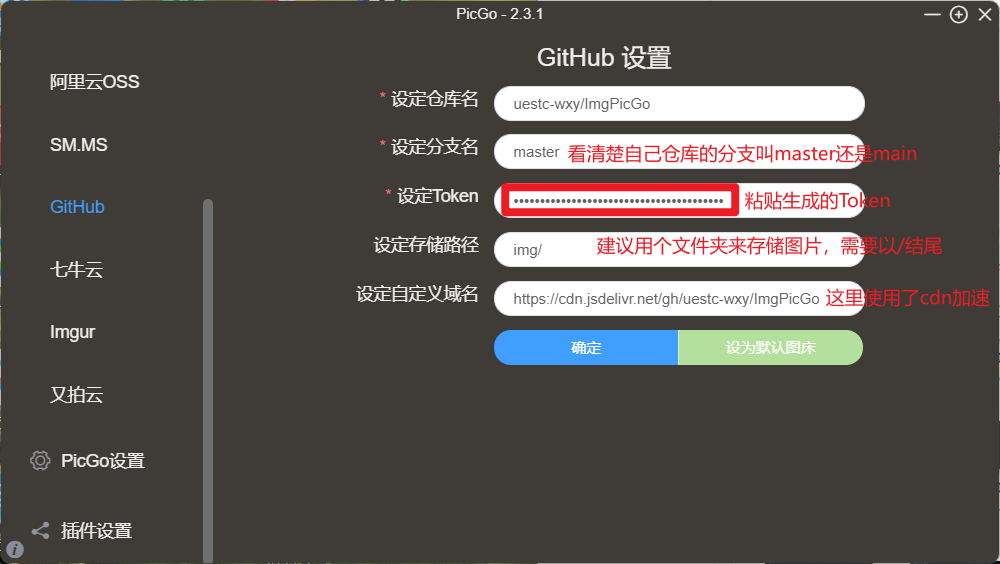 PicGo - 2.3.1
GitHub 设置
阿里云OSS
SM.MS
GitHub
七牛云
Imgur
又拍云
PicGo设置
插件设置
* 设定仓库名 uestc-wxy/ImgPicGo
* 设定分支名 master 看清楚自己仓库的分支叫master还是main
* 设定Token •••••••••••••••••••••••••••••••••••••••• 粘贴生成的Token
设定存储路径 img/ 建议用个文件夹来存储图片，需要以/结尾
设定自定义域名 https://cdn.jsdelivr.net/gh/uestc-wxy/ImgPicGo 这里使用了cdn加速
确定 设为默认图床